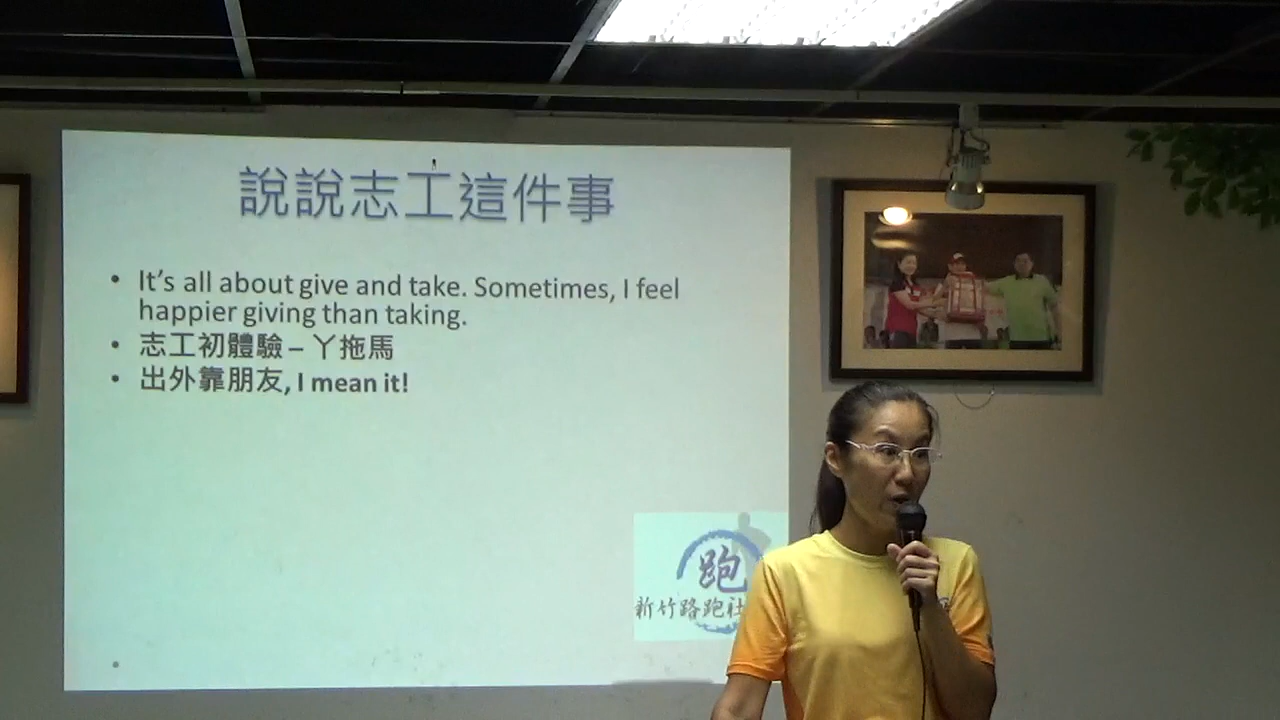 說說志工這件事
It's all about give and take. Sometimes, I feel
happier giving than taking.
志工初體驗 – ㄚ拖馬
出外靠朋友, I mean it!
跑
新竹路跑社